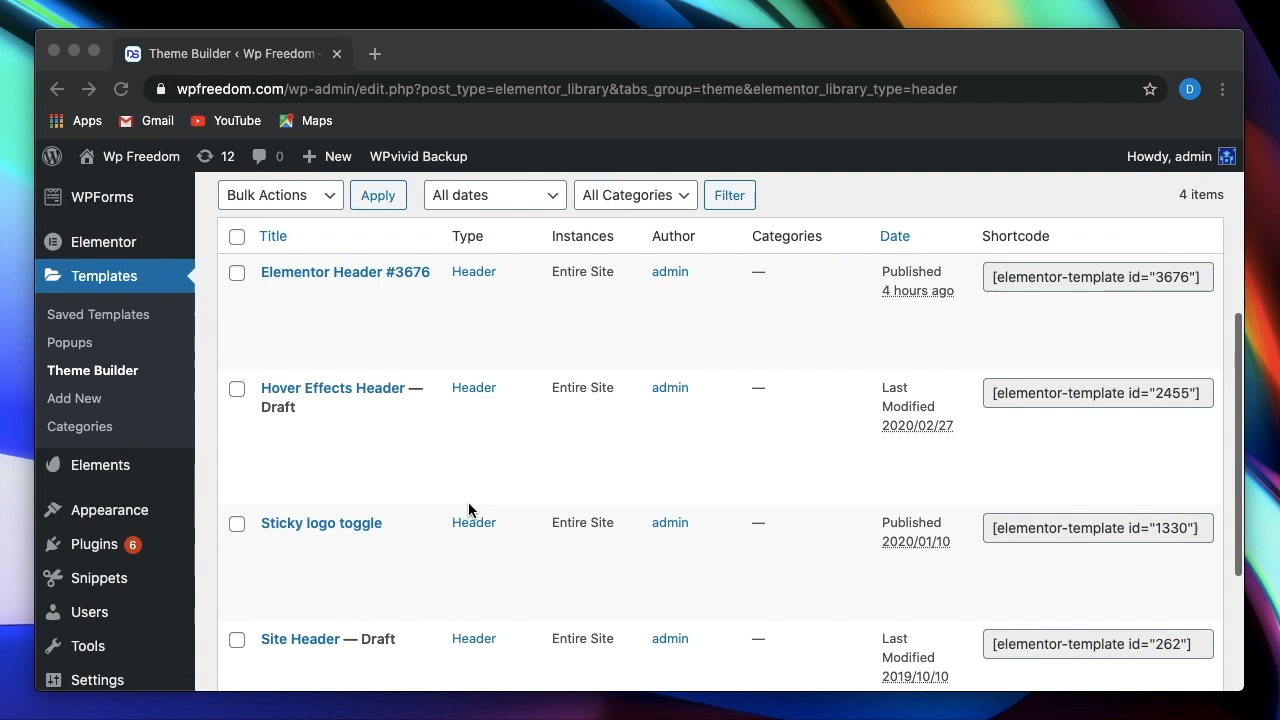 Theme Builder ‹ Wp Freedom
wpfreedom.com/wp-admin/edit.php?post_type=elementor_library&tabs_group=theme&elementor_library_type=header
D
Apps Gmail YouTube Maps
Wp Freedom 12 0 New WPvivid Backup Howdy, admin
WPForms
Elementor
Templates
Saved Templates
Popups
Theme Builder
Add New
Categories
Elements
Appearance
Plugins 6
Snippets
Users
Tools
Settings
Bulk Actions Apply All dates All Categories Filter 4 items
Title Type Instances Author Categories Date Shortcode
Elementor Header #3676 Header Entire Site admin — Published [elementor-template id="3676"]
4 hours ago
Hover Effects Header — Header Entire Site admin — Last [elementor-template id="2455"]
Draft Modified
2020/02/27
Sticky logo toggle Header Entire Site admin — Published [elementor-template id="1330"]
2020/01/10
Site Header — Draft Header Entire Site admin — Last [elementor-template id="262"]
Modified
2019/10/10